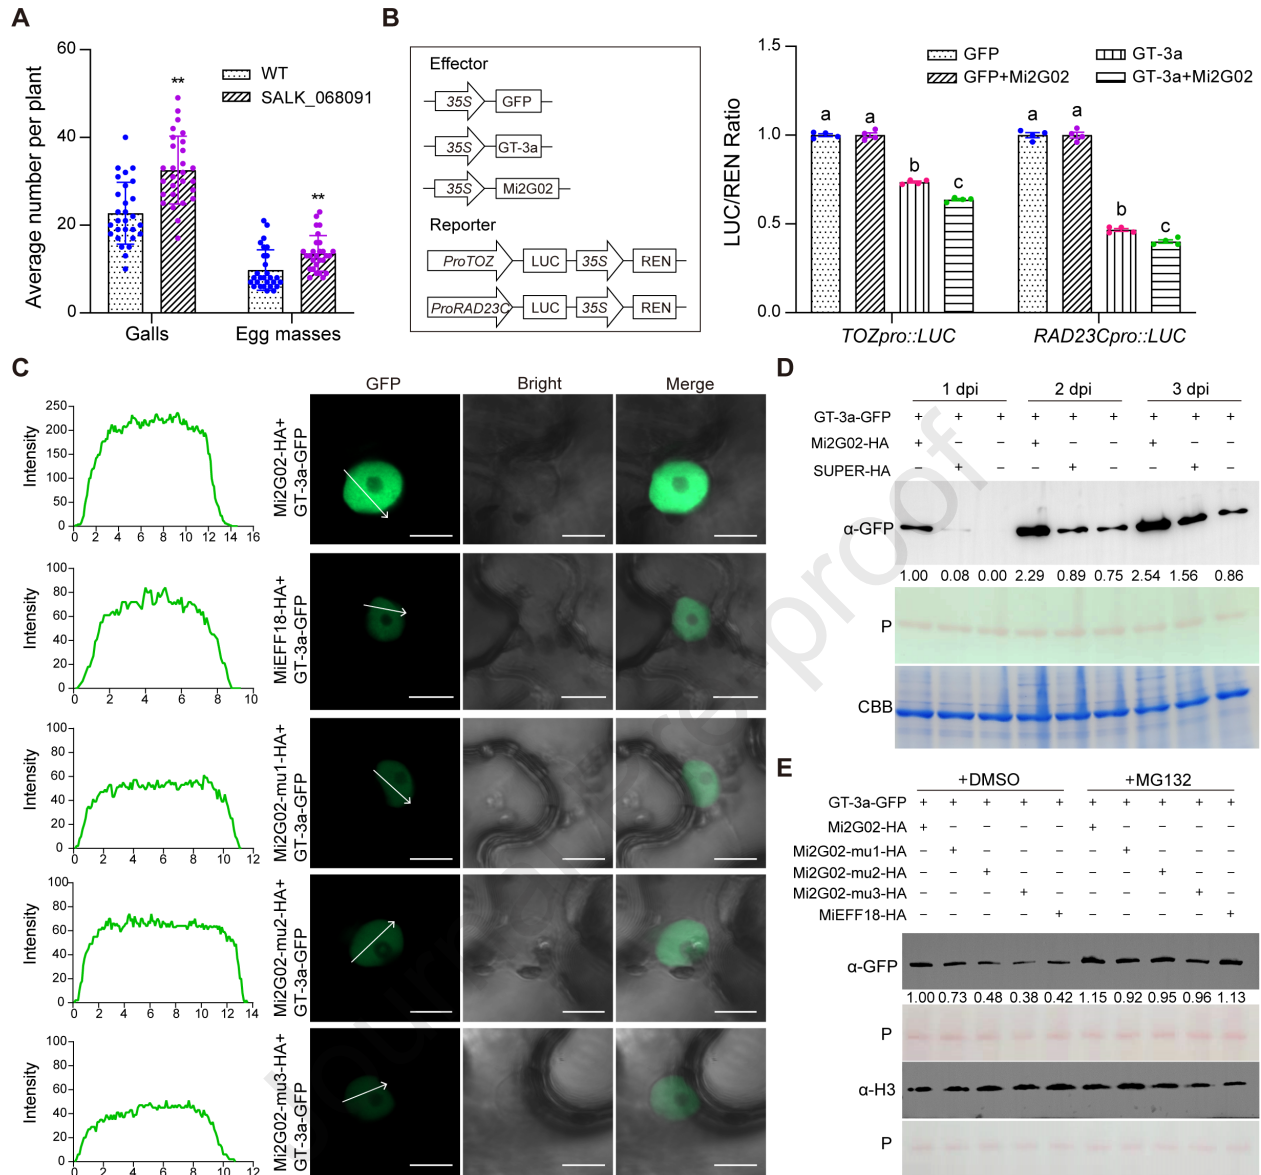 A
Average number per plant
60
40
20
0
**
**
WT
SALK_068091
Galls
Egg masses
B
Effector
35S
GFP
35S
GT-3a
35S
Mi2G02
Reporter
ProTOZ
LUC
35S
REN
ProRAD23C
LUC
35S
REN
LUC/REN Ratio
1.5
1.0
0.5
0.0
GFP
GT-3a
GFP+Mi2G02
GT-3a+Mi2G02
a
a
b
c
a
a
b
c
TOZpro::LUC
RAD23Cpro::LUC
C
GFP
Bright
Merge
Intensity
250
200
150
100
50
0
0 2 4 6 8 10 12 14 16
Mi2G02-HA+
GT-3a-GFP
Intensity
100
80
60
40
20
0
0 2 4 6 8 10
MiEFF18-HA+
GT-3a-GFP
Intensity
100
80
60
40
20
0
0 2 4 6 8 10 12
Mi2G02-mu1-HA+
GT-3a-GFP
Intensity
100
80
60
40
20
0
0 2 4 6 8 10 12 14
Mi2G02-mu2-HA+
GT-3a-GFP
Intensity
100
80
60
40
20
0
0 2 4 6 8 10 12
Mi2G02-mu3-HA+
GT-3a-GFP
D
1 dpi
2 dpi
3 dpi
GT-3a-GFP + + + + + + + + +
Mi2G02-HA + − − + − − + − −
SUPER-HA − + − − + − − + −
α-GFP
1.00 0.08 0.00 2.29 0.89 0.75 2.54 1.56 0.86
P
CBB
E
+DMSO
+MG132
GT-3a-GFP + + + + + + + + + +
Mi2G02-HA + − − − − + − − − −
Mi2G02-mu1-HA − + − − − − + − − −
Mi2G02-mu2-HA − − + − − − − + − −
Mi2G02-mu3-HA − − − + − − − − + −
MiEFF18-HA − − − − + − − − − +
α-GFP
1.00 0.73 0.48 0.38 0.42 1.15 0.92 0.95 0.96 1.13
P
α-H3
P